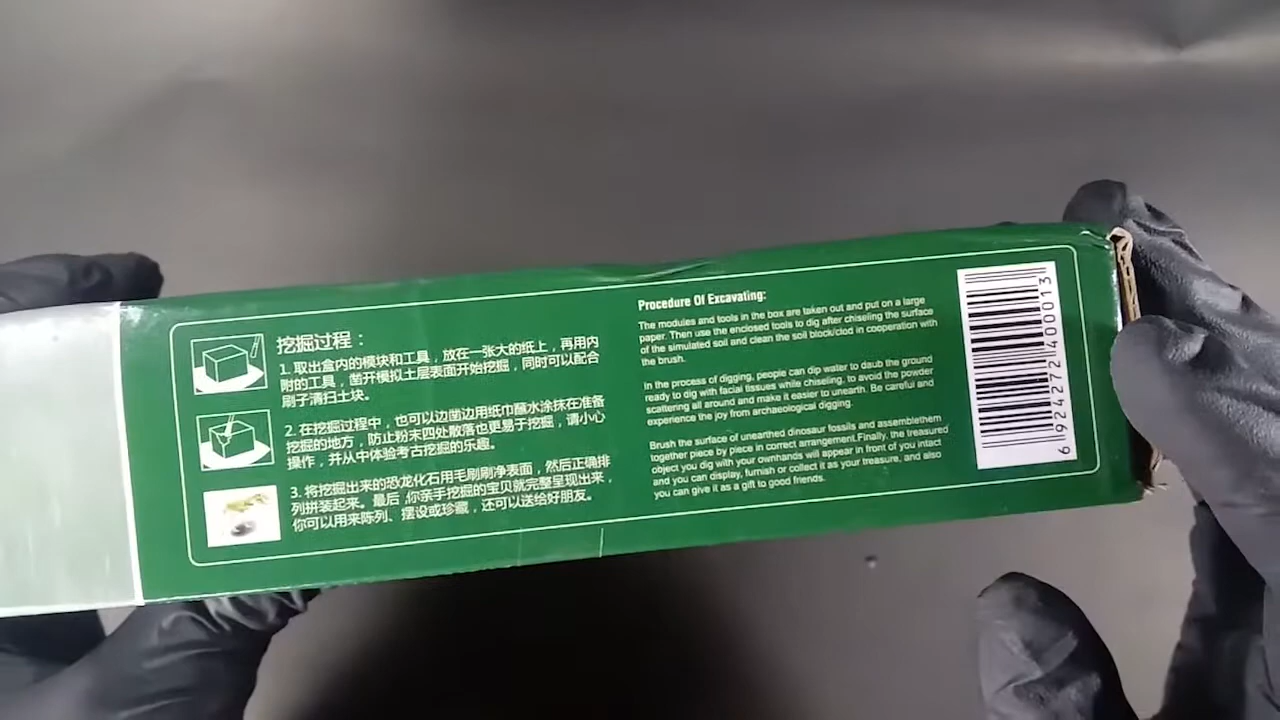 挖掘过程：
1. 取出盒内的模块和工具，放在一张大的纸上，再用内
附的工具，凿开模拟土层表面开始挖掘，同时可以配合
刷子清扫土块。
2. 在挖掘过程中，也可以边凿边用纸巾蘸水涂抹在准备
挖掘的地方，防止粉末四处散落也更易于挖掘，请小心
操作，并从中体验考古挖掘的乐趣。
3. 将挖掘出来的恐龙化石用毛刷刷净表面，然后正确排
列拼装起来。最后，你亲手挖掘的宝贝就完整呈现出来，
你可以用来陈列、摆设或珍藏，还可以送给好朋友。
Procedure Of Excavating:
The modules and tools in the box are taken out and put on a large
paper. Then use the enclosed tools to dig after chiseling the surface
of the simulated soil and clean the soil block/clod in cooperation with
the brush.
In the process of digging, people can dip water to daub the ground
ready to dig with facial tissues while chiseling, to avoid the powder
scattering all around and make it easier to unearth. Be careful and
experience the joy from archaeological digging.
Brush the surface of unearthed dinosaur fossils and assemblethem
together piece by piece in correct arrangement.Finally, the treasured
object you dig with your ownhands will appear in front of you intact
and you can display, furnish or collect it as your treasure, and also
you can give it as a gift to good friends.
6 924272 400013